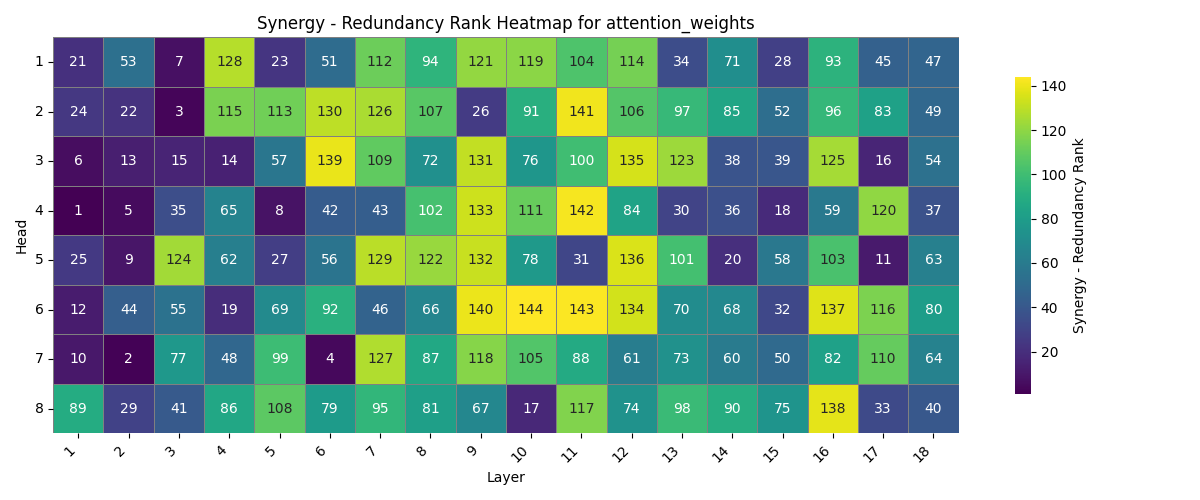 Synergy - Redundancy Rank Heatmap for attention_weights
1 21 53 7 128 23 51 112 94 121 119 104 114 34 71 28 93 45 47
2 24 22 3 115 113 130 126 107 26 91 141 106 97 85 52 96 83 49
3 6 13 15 14 57 139 109 72 131 76 100 135 123 38 39 125 16 54
4 1 5 35 65 8 42 43 102 133 111 142 84 30 36 18 59 120 37
5 25 9 124 62 27 56 129 122 132 78 31 136 101 20 58 103 11 63
6 12 44 55 19 69 92 46 66 140 144 143 134 70 68 32 137 116 80
7 10 2 77 48 99 4 127 87 118 105 88 61 73 60 50 82 110 64
8 89 29 41 86 108 79 95 81 67 17 117 74 98 90 75 138 33 40
1 2 3 4 5 6 7 8 9 10 11 12 13 14 15 16 17 18
Layer
Head
140
120
100
80
60
40
20
Synergy - Redundancy Rank